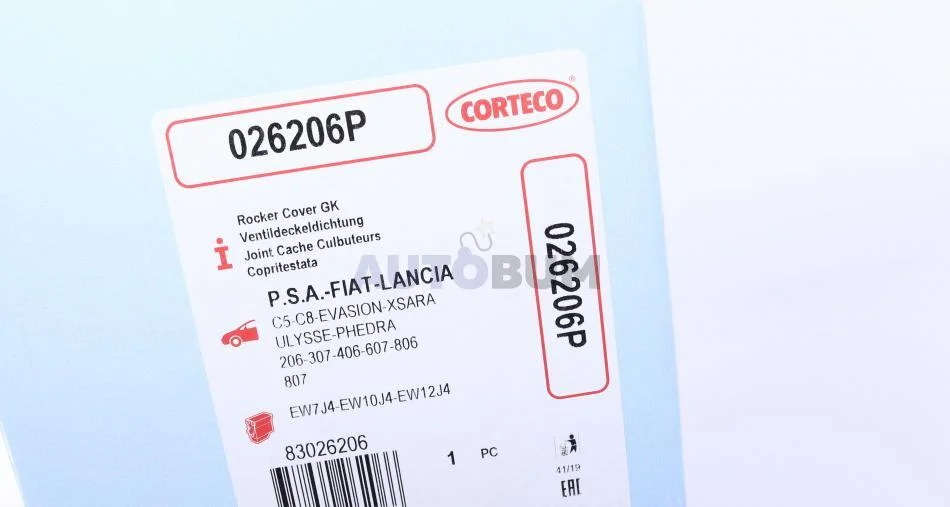 026206P
CORTECO®
Rocker Cover GK
Ventildeckeldichtung
Joint Cache Culbuteurs
Copritestata
AUTOBUM
P.S.A.-FIAT-LANCIA
C5-C8-EVASION-XSARA
ULYSSE-PHEDRA
206-307-406-607-806
807
026206P
EW7J4-EW10J4-EW12J4
83026206
1 PC
41/19
EAC